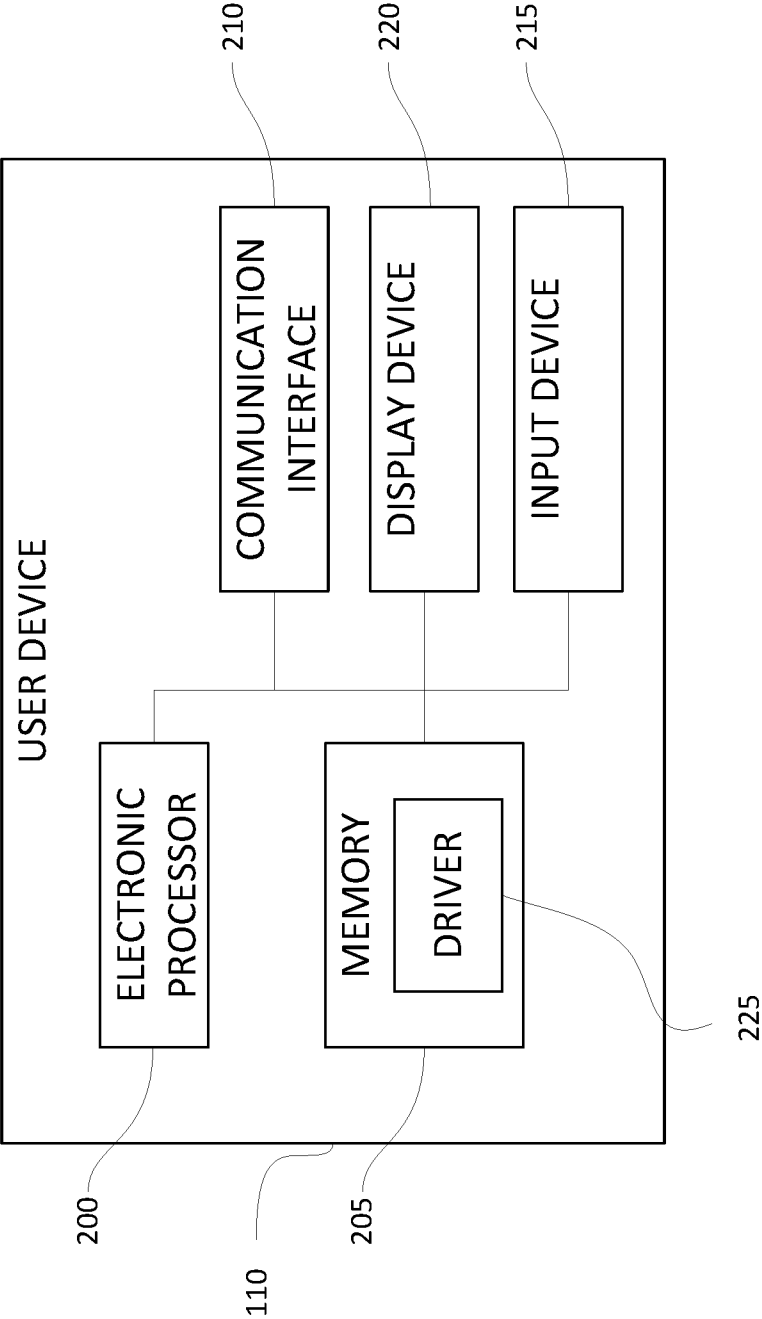 USER DEVICE
200
ELECTRONIC
PROCESSOR
COMMUNICATION
INTERFACE
210
110
205
MEMORY
DRIVER
225
DISPLAY DEVICE
220
INPUT DEVICE
215